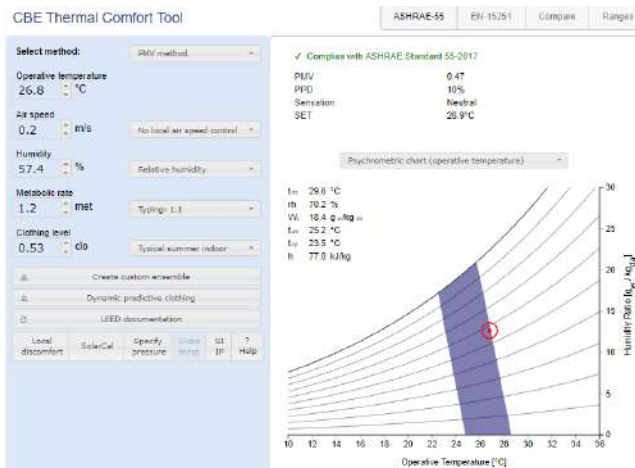 CBE Thermal Comfort Tool
ASHRAE-55
EN-15251
Compare
Ranges
Select method:
PMV method
Operative temperature
26.8 °C
Air speed
0.2 m/s
No local air speed control
Humidity
57.4 %
Relative humidity
Metabolic rate
1.2 met
Typing: 1.1
Clothing level
0.53 clo
Typical summer indoor
Create custom ensemble
Dynamic predictive clothing
LEED documentation
Local discomfort
SolarCal
Specify pressure
Globe temp
SI IP
? Help
✓ Complies with ASHRAE Standard 55-2017
PMV 0.47
PPD 10%
Sensation Neutral
SET 26.9°C
Psychrometric chart (operative temperature)
29.6 °C
rh 70.2 %
18.4
25.2 °C
23.5 °C
h 77.0 kJ/kg
30
25
20
15
10
5
0
Humidity Ratio
10 12 14 16 18 20 22 24 26 28 30 32 34 36
Operative Temperature [°C]